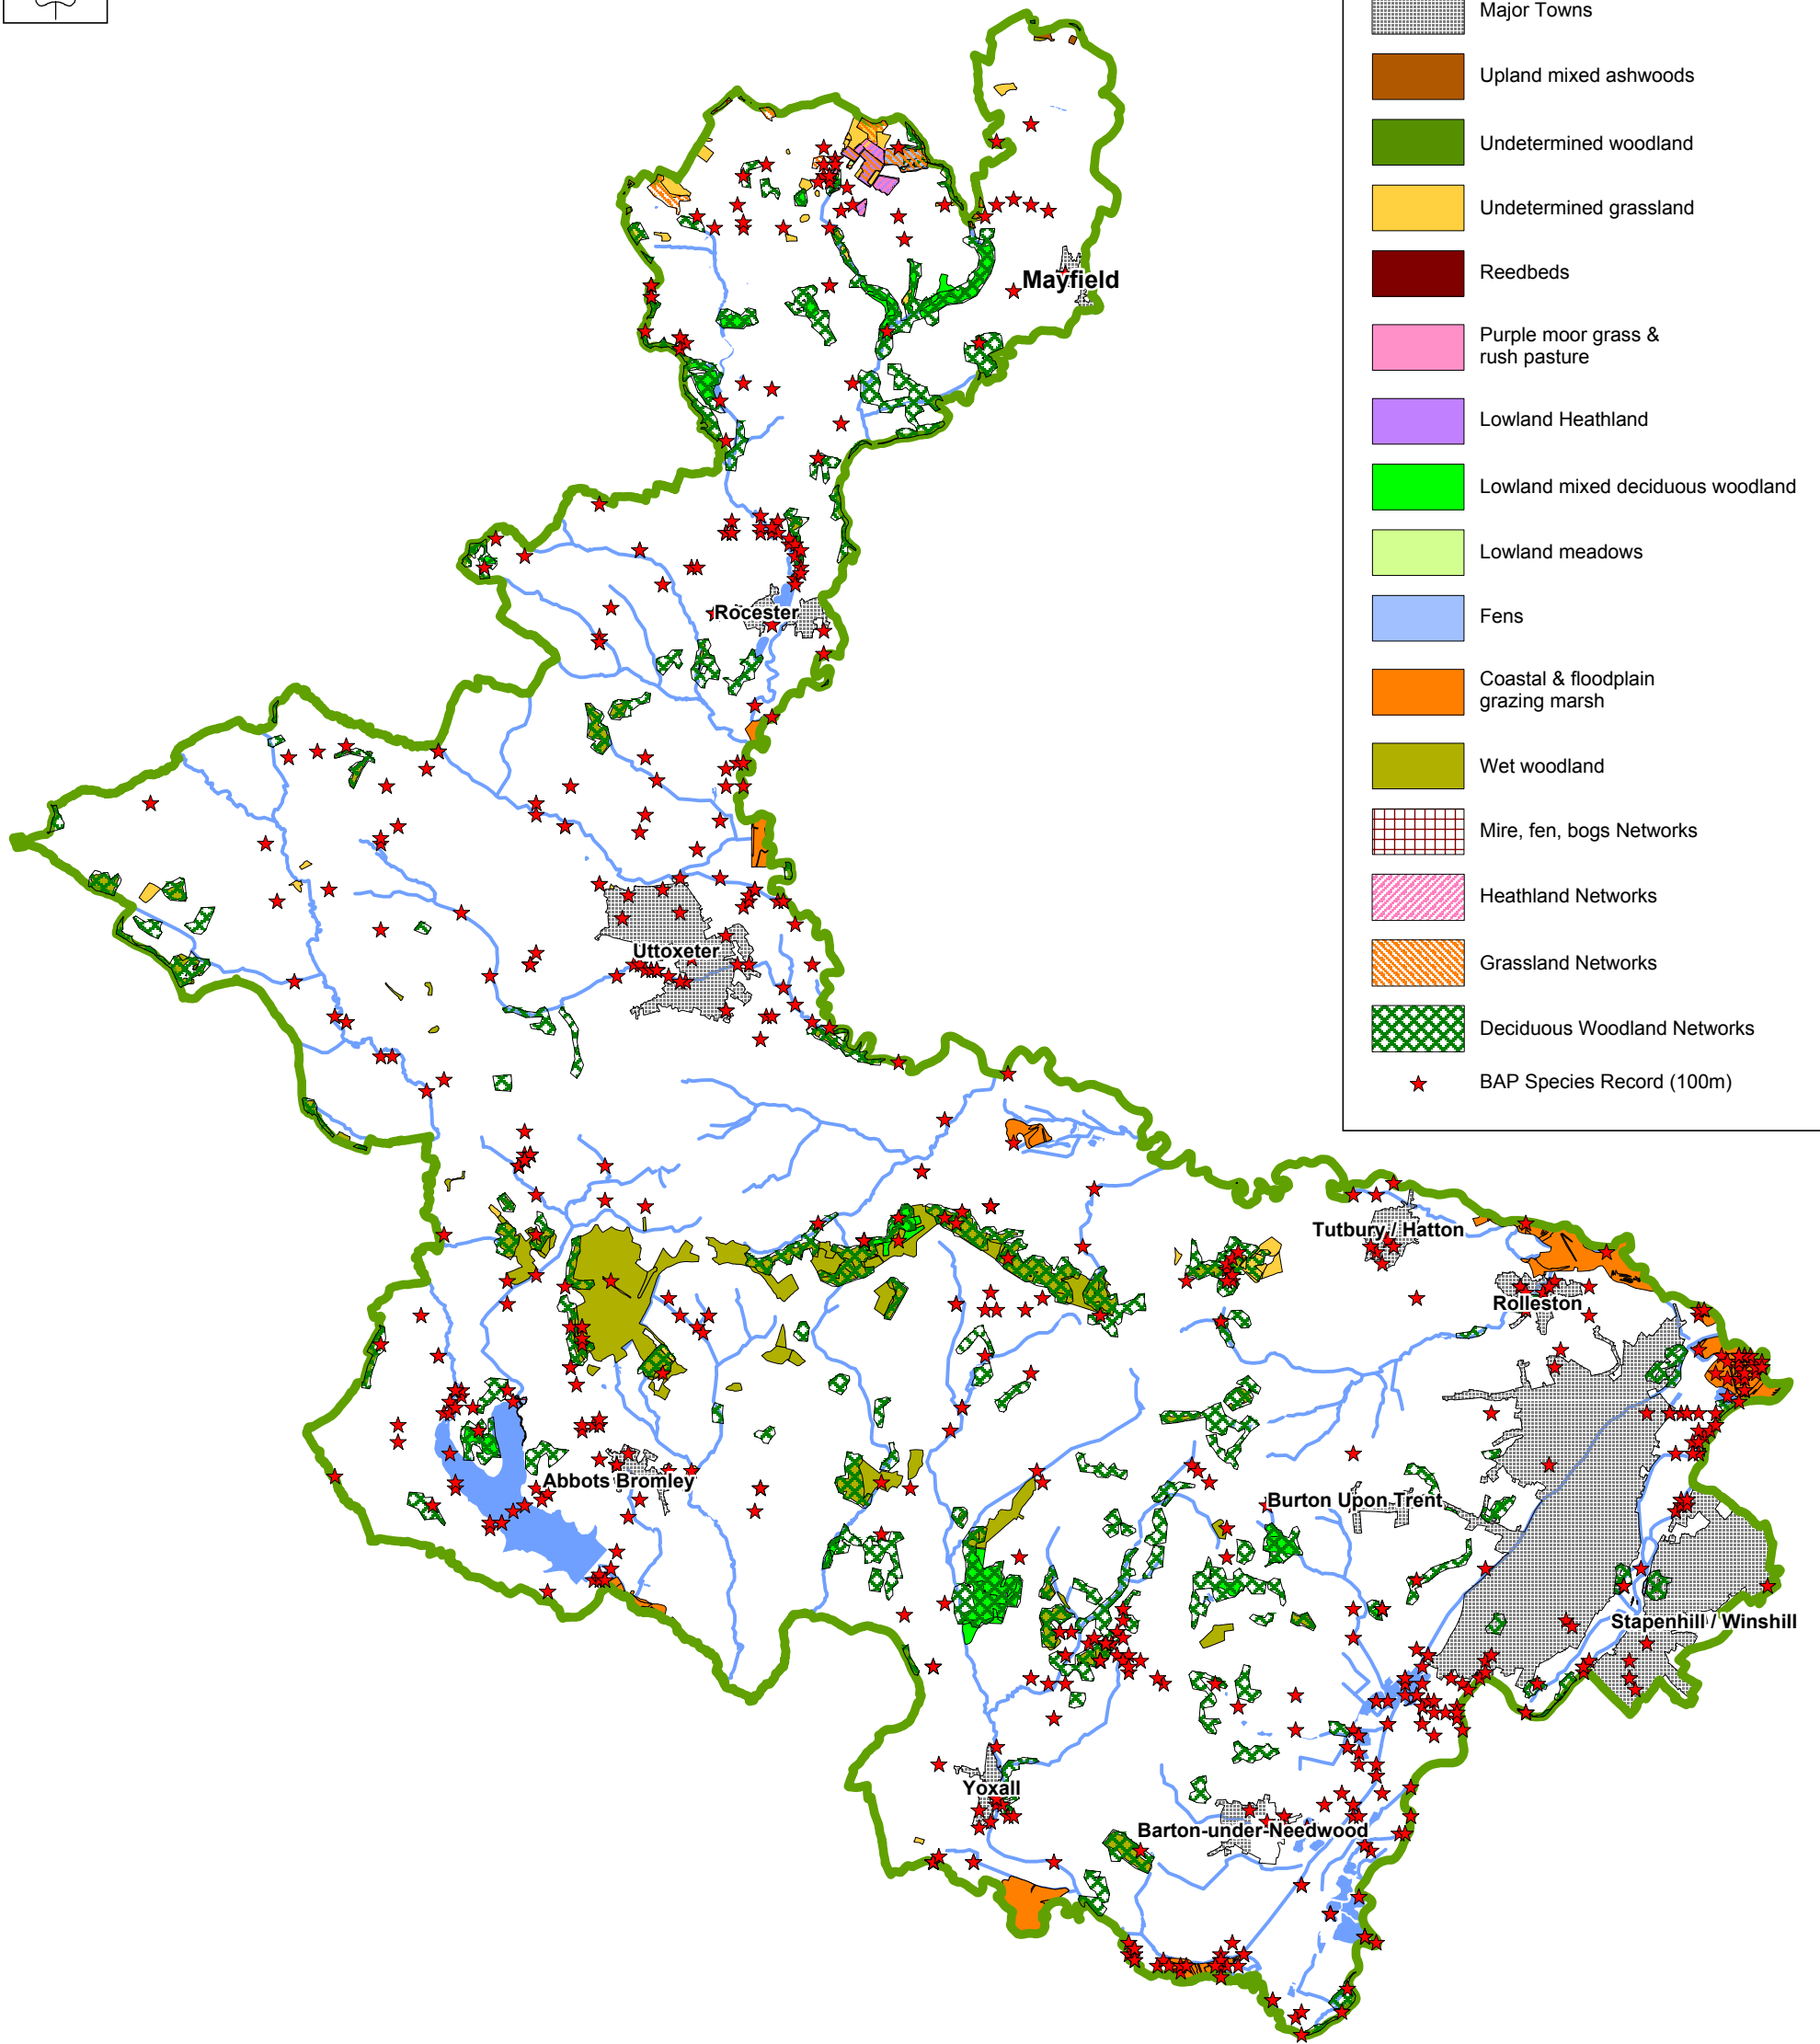 Major Towns
Upland mixed ashwoods
Undetermined woodland
Undetermined grassland
Reedbeds
Purple moor grass &
rush pasture
Lowland Heathland
Lowland mixed deciduous woodland
Lowland meadows
Fens
Coastal & floodplain
grazing marsh
Wet woodland
Mire, fen, bogs Networks
Heathland Networks
Grassland Networks
Deciduous Woodland Networks
BAP Species Record (100m)
Mayfield
Rocester
Uttoxeter
Tutbury / Hatton
Rolleston
Abbots Bromley
Burton Upon Trent
Stapenhill / Winshill
Yoxall
Barton-under-Needwood